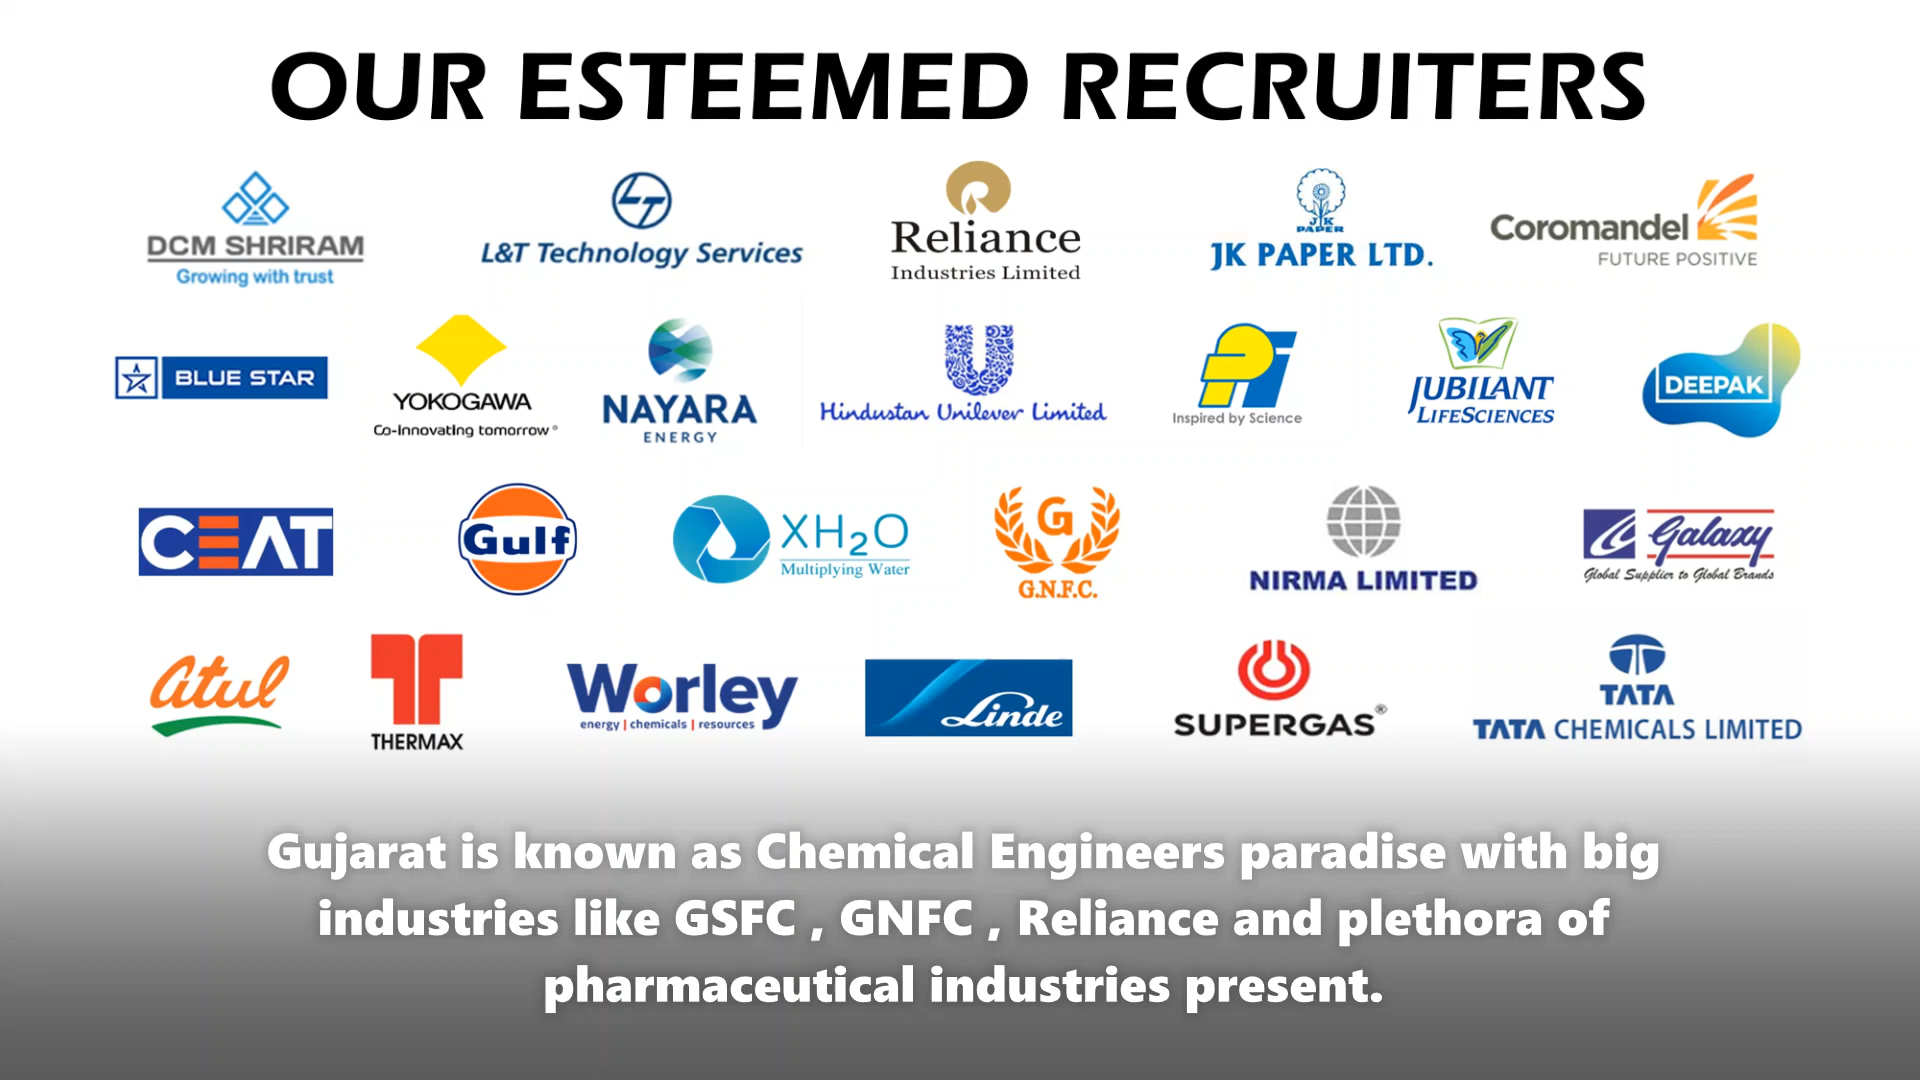 OUR ESTEEMED RECRUITERS
DCM SHRIRAM
Growing with trust
LT
L&T Technology Services
Reliance
Industries Limited
JK
PAPER
JK PAPER LTD.
Coromandel
FUTURE POSITIVE
BLUE STAR
YOKOGAWA
Co-innovating tomorrow®
NAYARA
ENERGY
Hindustan Unilever Limited
PI
Inspired by Science
JUBILANT
LIFESCIENCES
DEEPAK
CEAT
Gulf
XH2O
Multiplying Water
G
G.N.F.C.
NIRMA LIMITED
Galaxy
Global Supplier to Global Brands
atul
THERMAX
Worley
energy | chemicals | resources
Linde
SUPERGAS®
TATA
TATA CHEMICALS LIMITED
Gujarat is known as Chemical Engineers paradise with big
industries like GSFC , GNFC , Reliance and plethora of
pharmaceutical industries present.